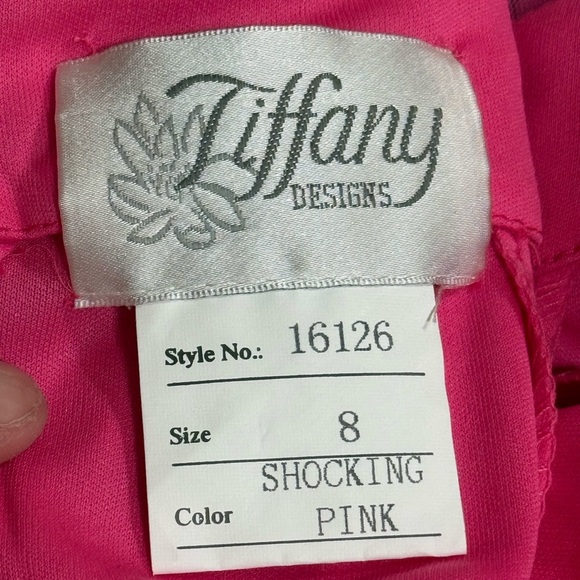 Tiffany
DESIGNS
Style No.: 16126
Size 8
SHOCKING
Color PINK